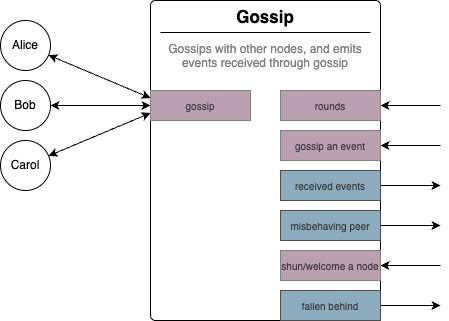 Gossip
Gossips with other nodes, and emits
events received through gossip
Alice
Bob
Carol
gossip
rounds
gossip an event
received events
misbehaving peer
shun/welcome a node
fallen behind